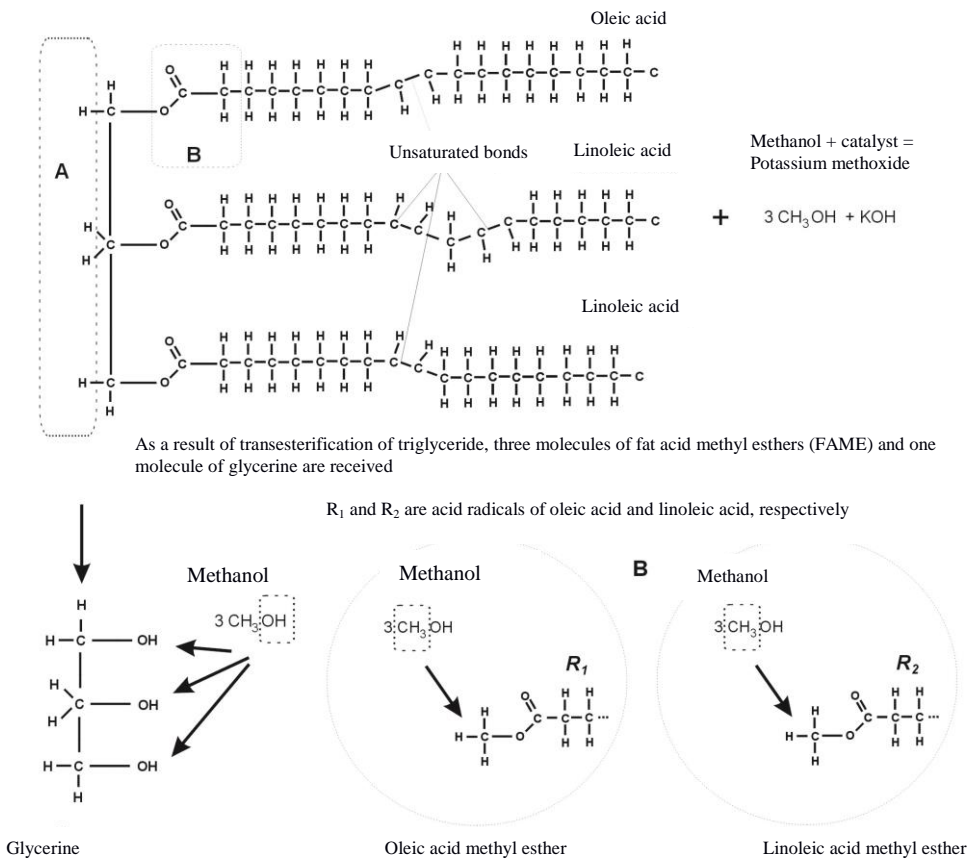 Oleic acid
A
B
Unsaturated bonds
Linoleic acid
Methanol + catalyst =
Potassium methoxide
+ 3 CH₃OH + KOH
Linoleic acid
As a result of transesterification of triglyceride, three molecules of fat acid methyl esthers (FAME) and one
molecule of glycerine are received
R₁ and R₂ are acid radicals of oleic acid and linoleic acid, respectively
Methanol
3 CH₃OH
Methanol
3 CH₃OH
B
Methanol
3 CH₃OH
R₁
R₂
H
H—C—OH
H
C—OH
H
H—C—OH
H
O
H H
C—C—C...
H
H—C—O H H
H
O
H H
C—C—C...
H
H—C—O H H
H
Glycerine
Oleic acid methyl esther
Linoleic acid methyl esther